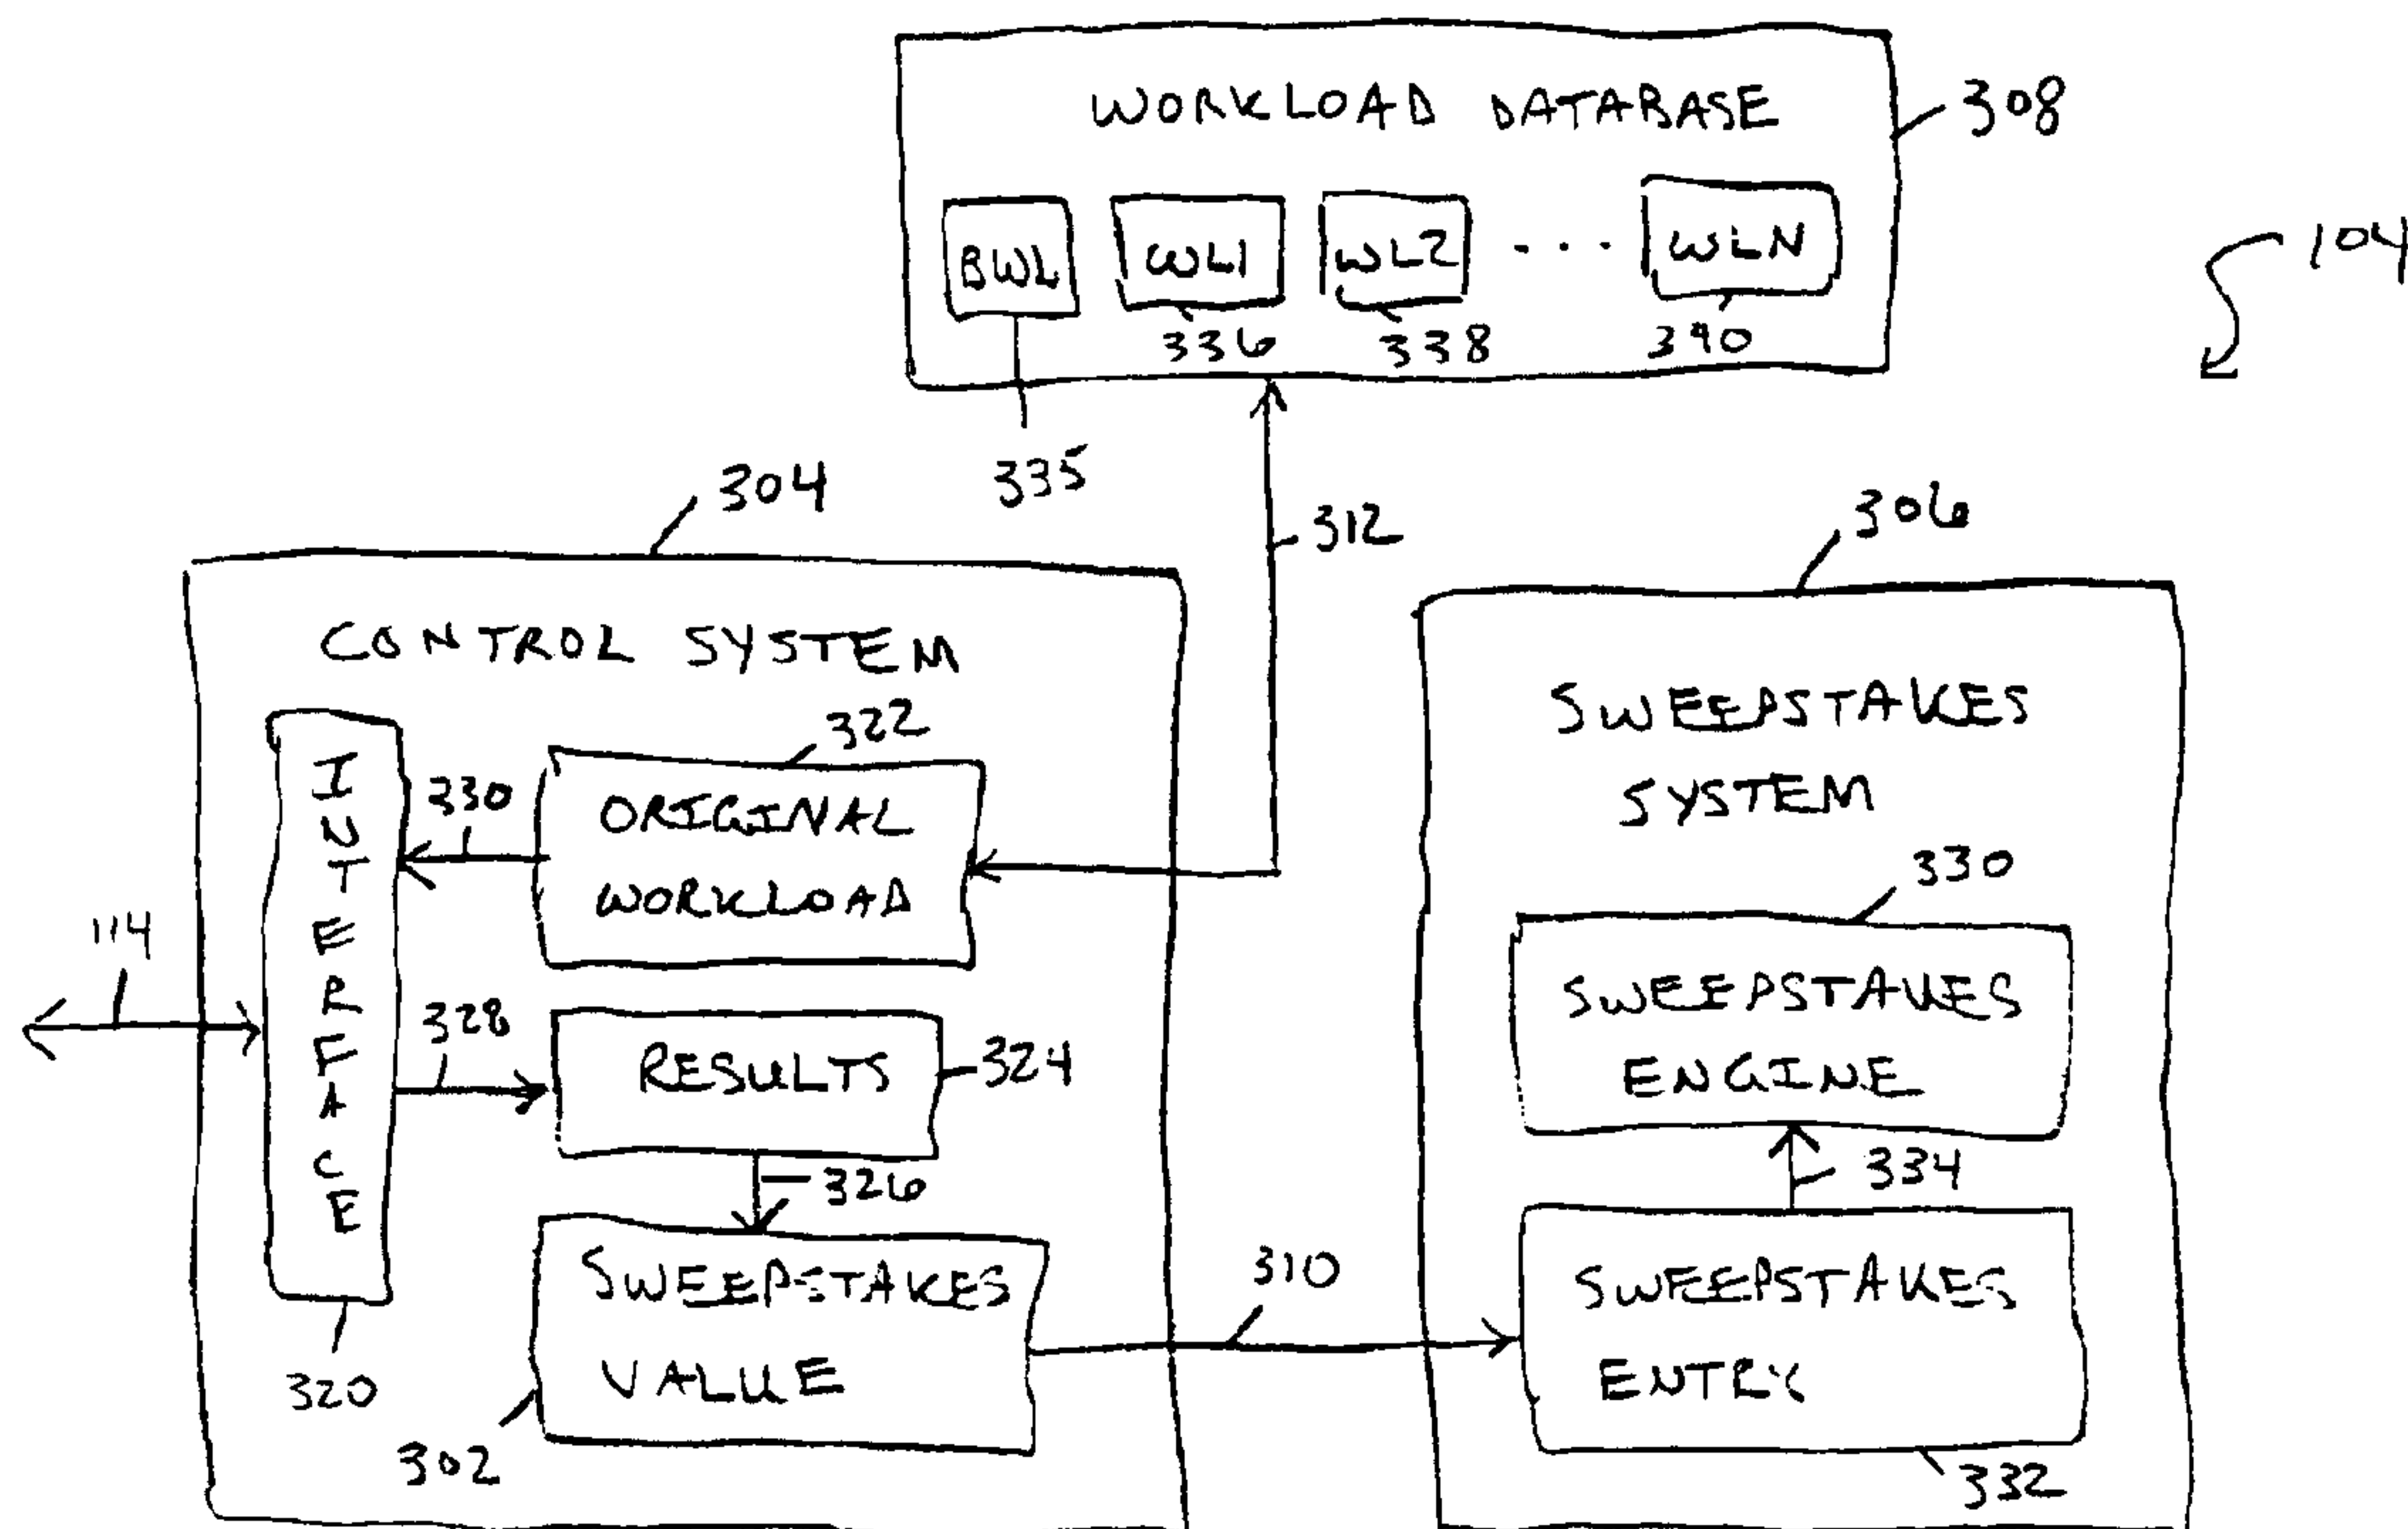 WORKLOAD DATABASE
308
BWL
WL1
WL2
. . .
WLN
104
336
338
340
335
304
312
306
CONTROL SYSTEM
SWEEPSTAKES
SYSTEM
322
330
ORIGINAL
WORKLOAD
INTERFACE
114
328
RESULTS
324
326
SWEEPSTAKES
VALUE
320
302
310
330
SWEEPSTAKES
ENGINE
334
SWEEPSTAKES
ENTRY
332